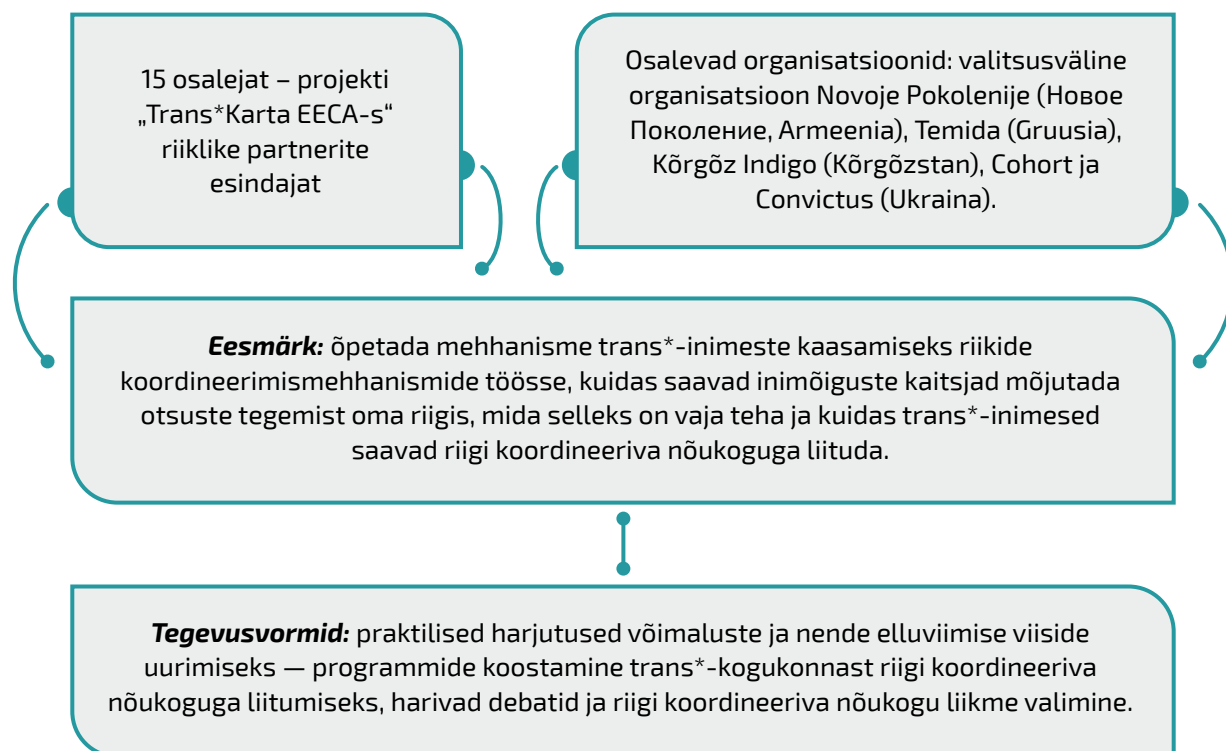 15 osalejat – projekti
„Trans*Karta EECA-s“
riiklike partnerite
esindajat
Osalevad organisatsioonid: valitsusväline
organisatsioon Novoje Pokolenije (Новое
Поколение, Armeenia), Temida (Gruusia),
Kõrgõz Indigo (Kõrgõzstan), Cohort ja
Convictus (Ukraina).
Eesmärk: õpetada mehhanisme trans*-inimeste kaasamiseks riikide
koordineerimismehhanismide töösse, kuidas saavad inimõiguste kaitsjad mõjutada
otsuste tegemist oma riigis, mida selleks on vaja teha ja kuidas trans*-inimesed
saavad riigi koordineeriva nõukoguga liituda.
Tegevusvormid: praktilised harjutused võimaluste ja nende elluviimise viiside
uurimiseks — programmide koostamine trans*-kogukonnast riigi koordineeriva
nõukoguga liitumiseks, harivad debatid ja riigi koordineeriva nõukogu liikme valimine.